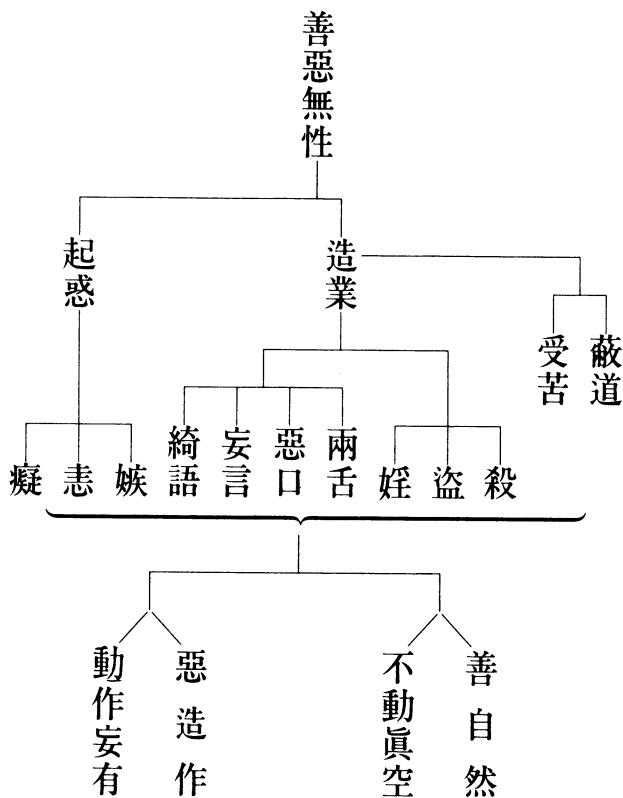 善惡無性
造業
起惑
蔽道
受苦
殺
盜
婬
兩舌
惡口
妄言
綺語
嫉
恚
癡
善自然
不動眞空
惡造作
動作妄有